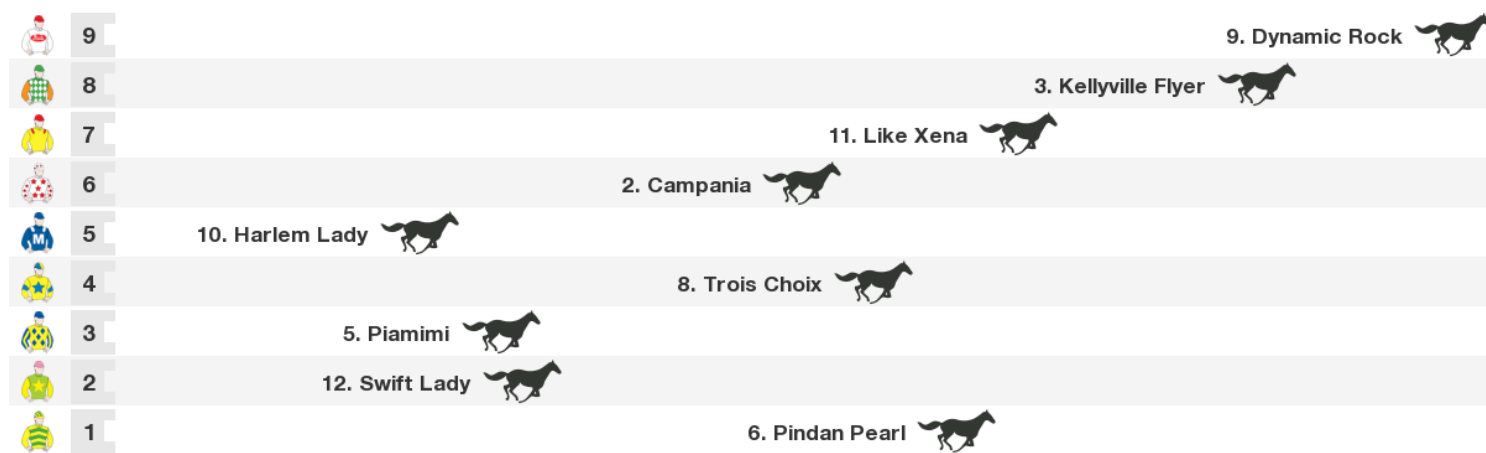 9 9. Dynamic Rock
8 3. Kellyville Flyer
7 11. Like Xena
6 2. Campania
5 10. Harlem Lady
M
4 8. Trois Choix
3 5. Piamimi
2 12. Swift Lady
1 6. Pindan Pearl